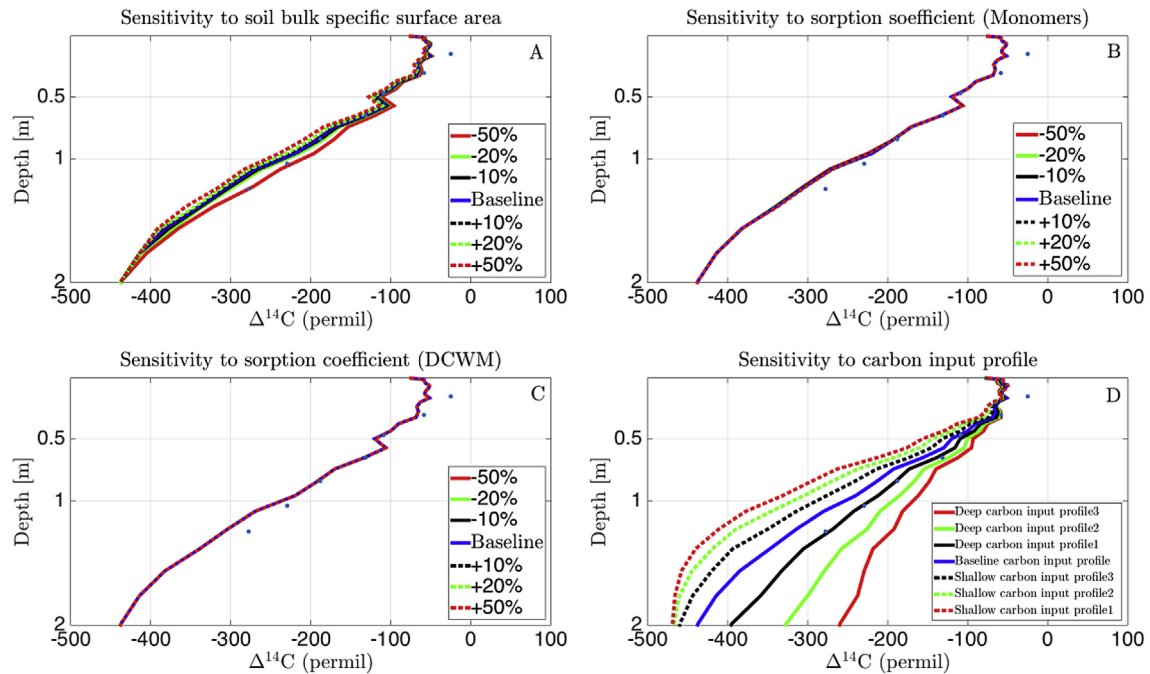 Sensitivity to soil bulk specific surface area
A
Depth [m]
0.5
1
2
-50%
-20%
-10%
Baseline
+10%
+20%
+50%
-500 -400 -300 -200 -100 0 100
Δ¹⁴C (permil)
Sensitivity to sorption soefficient (Monomers)
B
Depth [m]
0.5
1
2
-50%
-20%
-10%
Baseline
+10%
+20%
+50%
-500 -400 -300 -200 -100 0 100
Δ¹⁴C (permil)
Sensitivity to sorption coefficient (DCWM)
C
Depth [m]
0.5
1
2
-50%
-20%
-10%
Baseline
+10%
+20%
+50%
-500 -400 -300 -200 -100 0 100
Δ¹⁴C (permil)
Sensitivity to carbon input profile
D
Depth [m]
0.5
1
2
Deep carbon input profile3
Deep carbon input profile2
Deep carbon input profile1
Baseline carbon input profile
Shallow carbon input profile3
Shallow carbon input profile2
Shallow carbon input profile1
-500 -400 -300 -200 -100 0 100
Δ¹⁴C (permil)